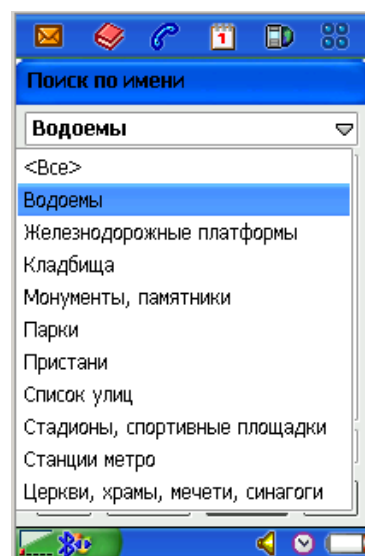 1
Поиск по имени
Водоемы
<Все>
Водоемы
Железнодорожные платформы
Кладбища
Монументы, памятники
Парки
Пристани
Список улиц
Стадионы, спортивные площадки
Станции метро
Церкви, храмы, мечети, синагоги